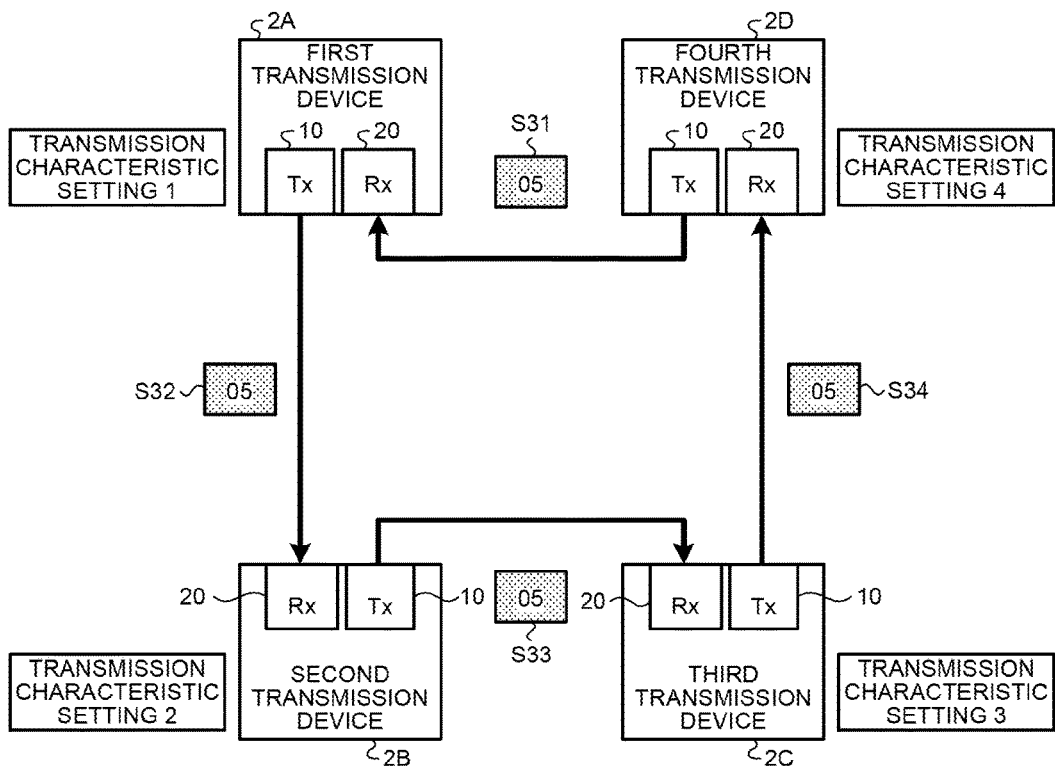 2A
2D
FIRST
TRANSMISSION
DEVICE
FOURTH
TRANSMISSION
DEVICE
TRANSMISSION
CHARACTERISTIC
SETTING 1
10
20
Tx
Rx
S31
05
10
20
Tx
Rx
TRANSMISSION
CHARACTERISTIC
SETTING 4
S32
05
05
S34
20
Rx
Tx
10
05
S33
20
Rx
Tx
10
TRANSMISSION
CHARACTERISTIC
SETTING 2
SECOND
TRANSMISSION
DEVICE
THIRD
TRANSMISSION
DEVICE
TRANSMISSION
CHARACTERISTIC
SETTING 3
2B
2C